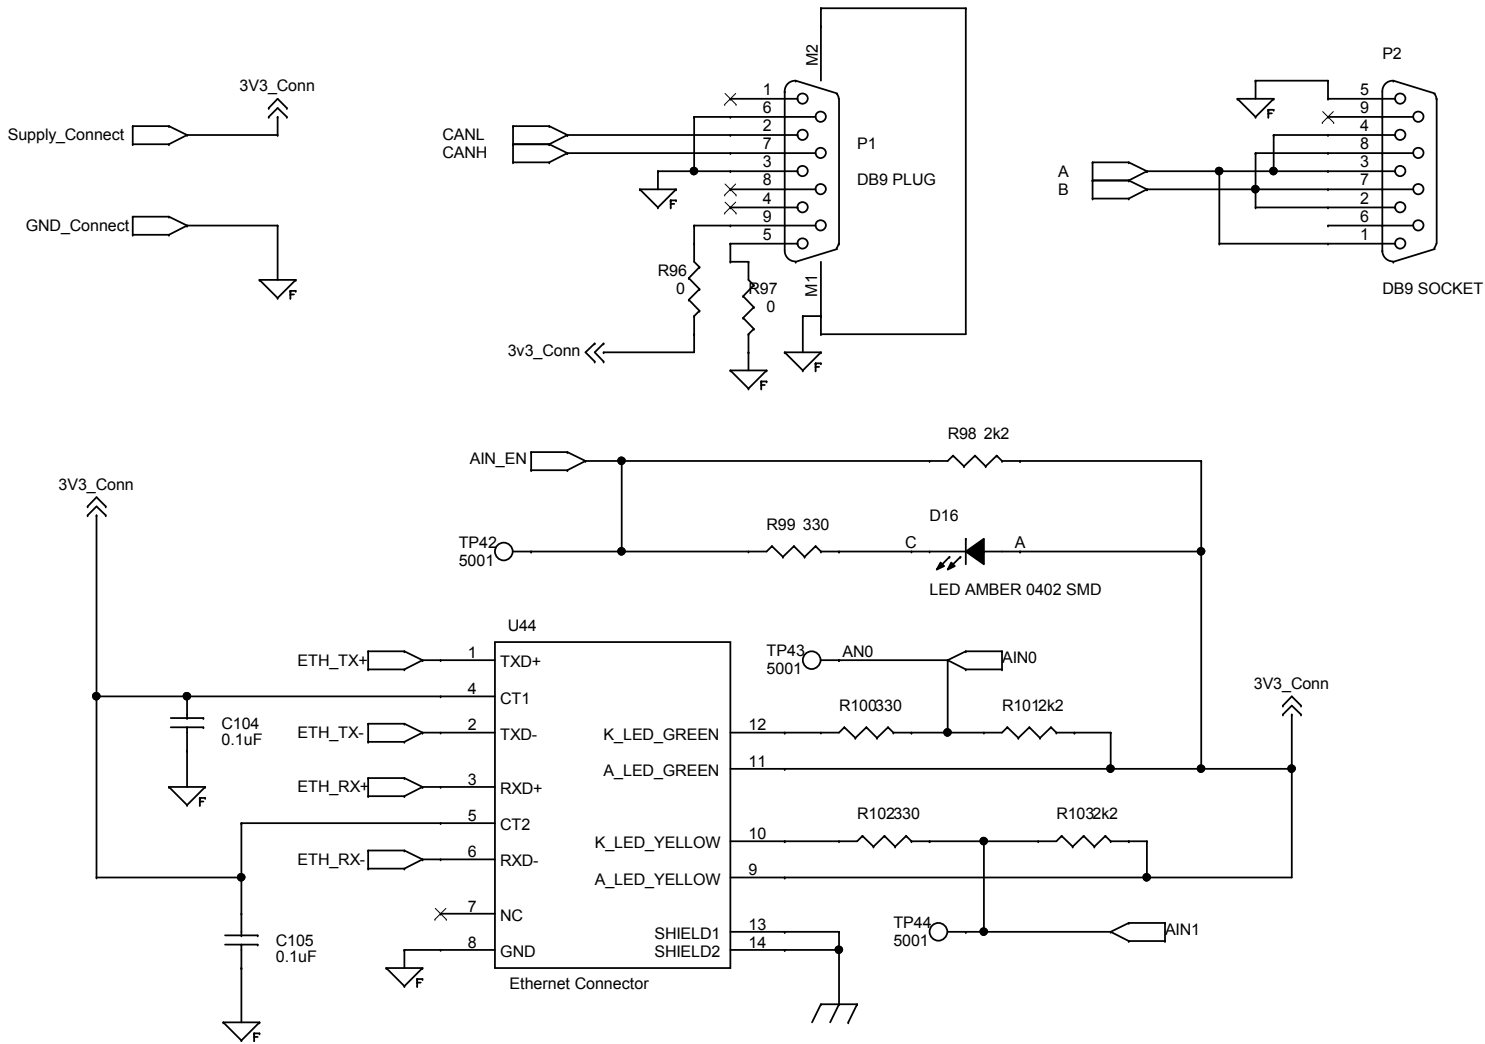 3V3_Conn
Supply_Connect
GND_Connect
F
CANL
CANH
1
6
2
7
3
8
4
9
5
M2
M1
P1
DB9 PLUG
F
R96
0
R97
0
3v3_Conn
F
F
P2
5
9
4
8
3
7
2
6
1
F
A
B
DB9 SOCKET
AIN_EN
R98 2k2
TP42
5001
R99 330
D16
C
A
LED AMBER 0402 SMD
3V3_Conn
C104
0.1uF
F
C105
0.1uF
F
U44
ETH_TX+
1
TXD+
4
CT1
ETH_TX-
2
TXD-
ETH_RX+
3
RXD+
5
CT2
ETH_RX-
6
RXD-
7
NC
8
GND
F
K_LED_GREEN
12
A_LED_GREEN
11
K_LED_YELLOW
10
A_LED_YELLOW
9
SHIELD1
13
SHIELD2
14
Ethernet Connector
TP43
5001
AN0
AIN0
R100330
R1012k2
3V3_Conn
R102330
R1032k2
TP44
5001
AIN1